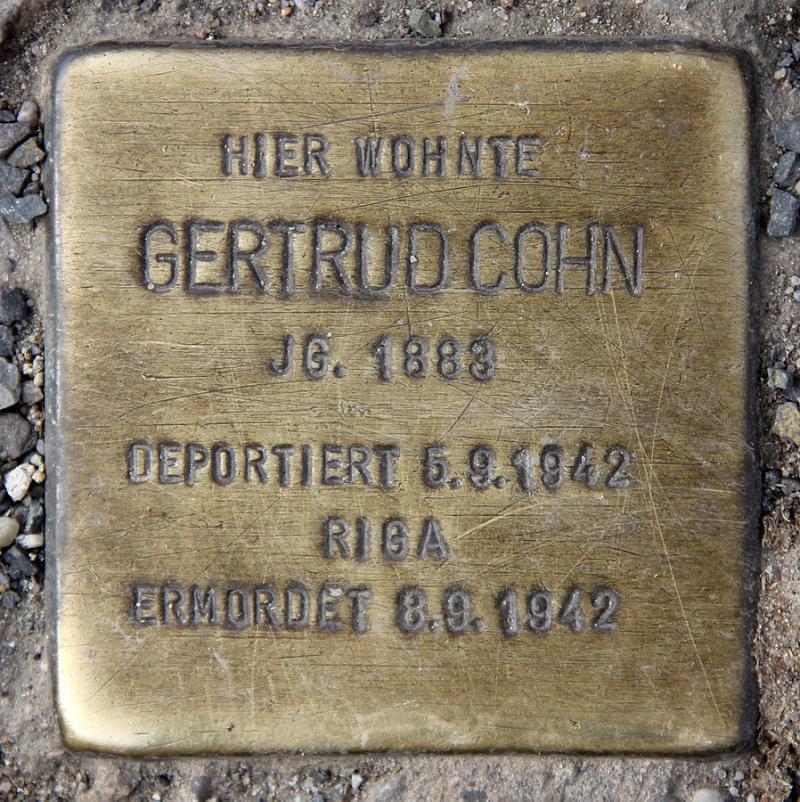 HIER WOHNTE
GERTRUD COHN
JG. 1883
DEPORTIERT 5.9.1942
RIGA
ERMORDET 8.9.1942